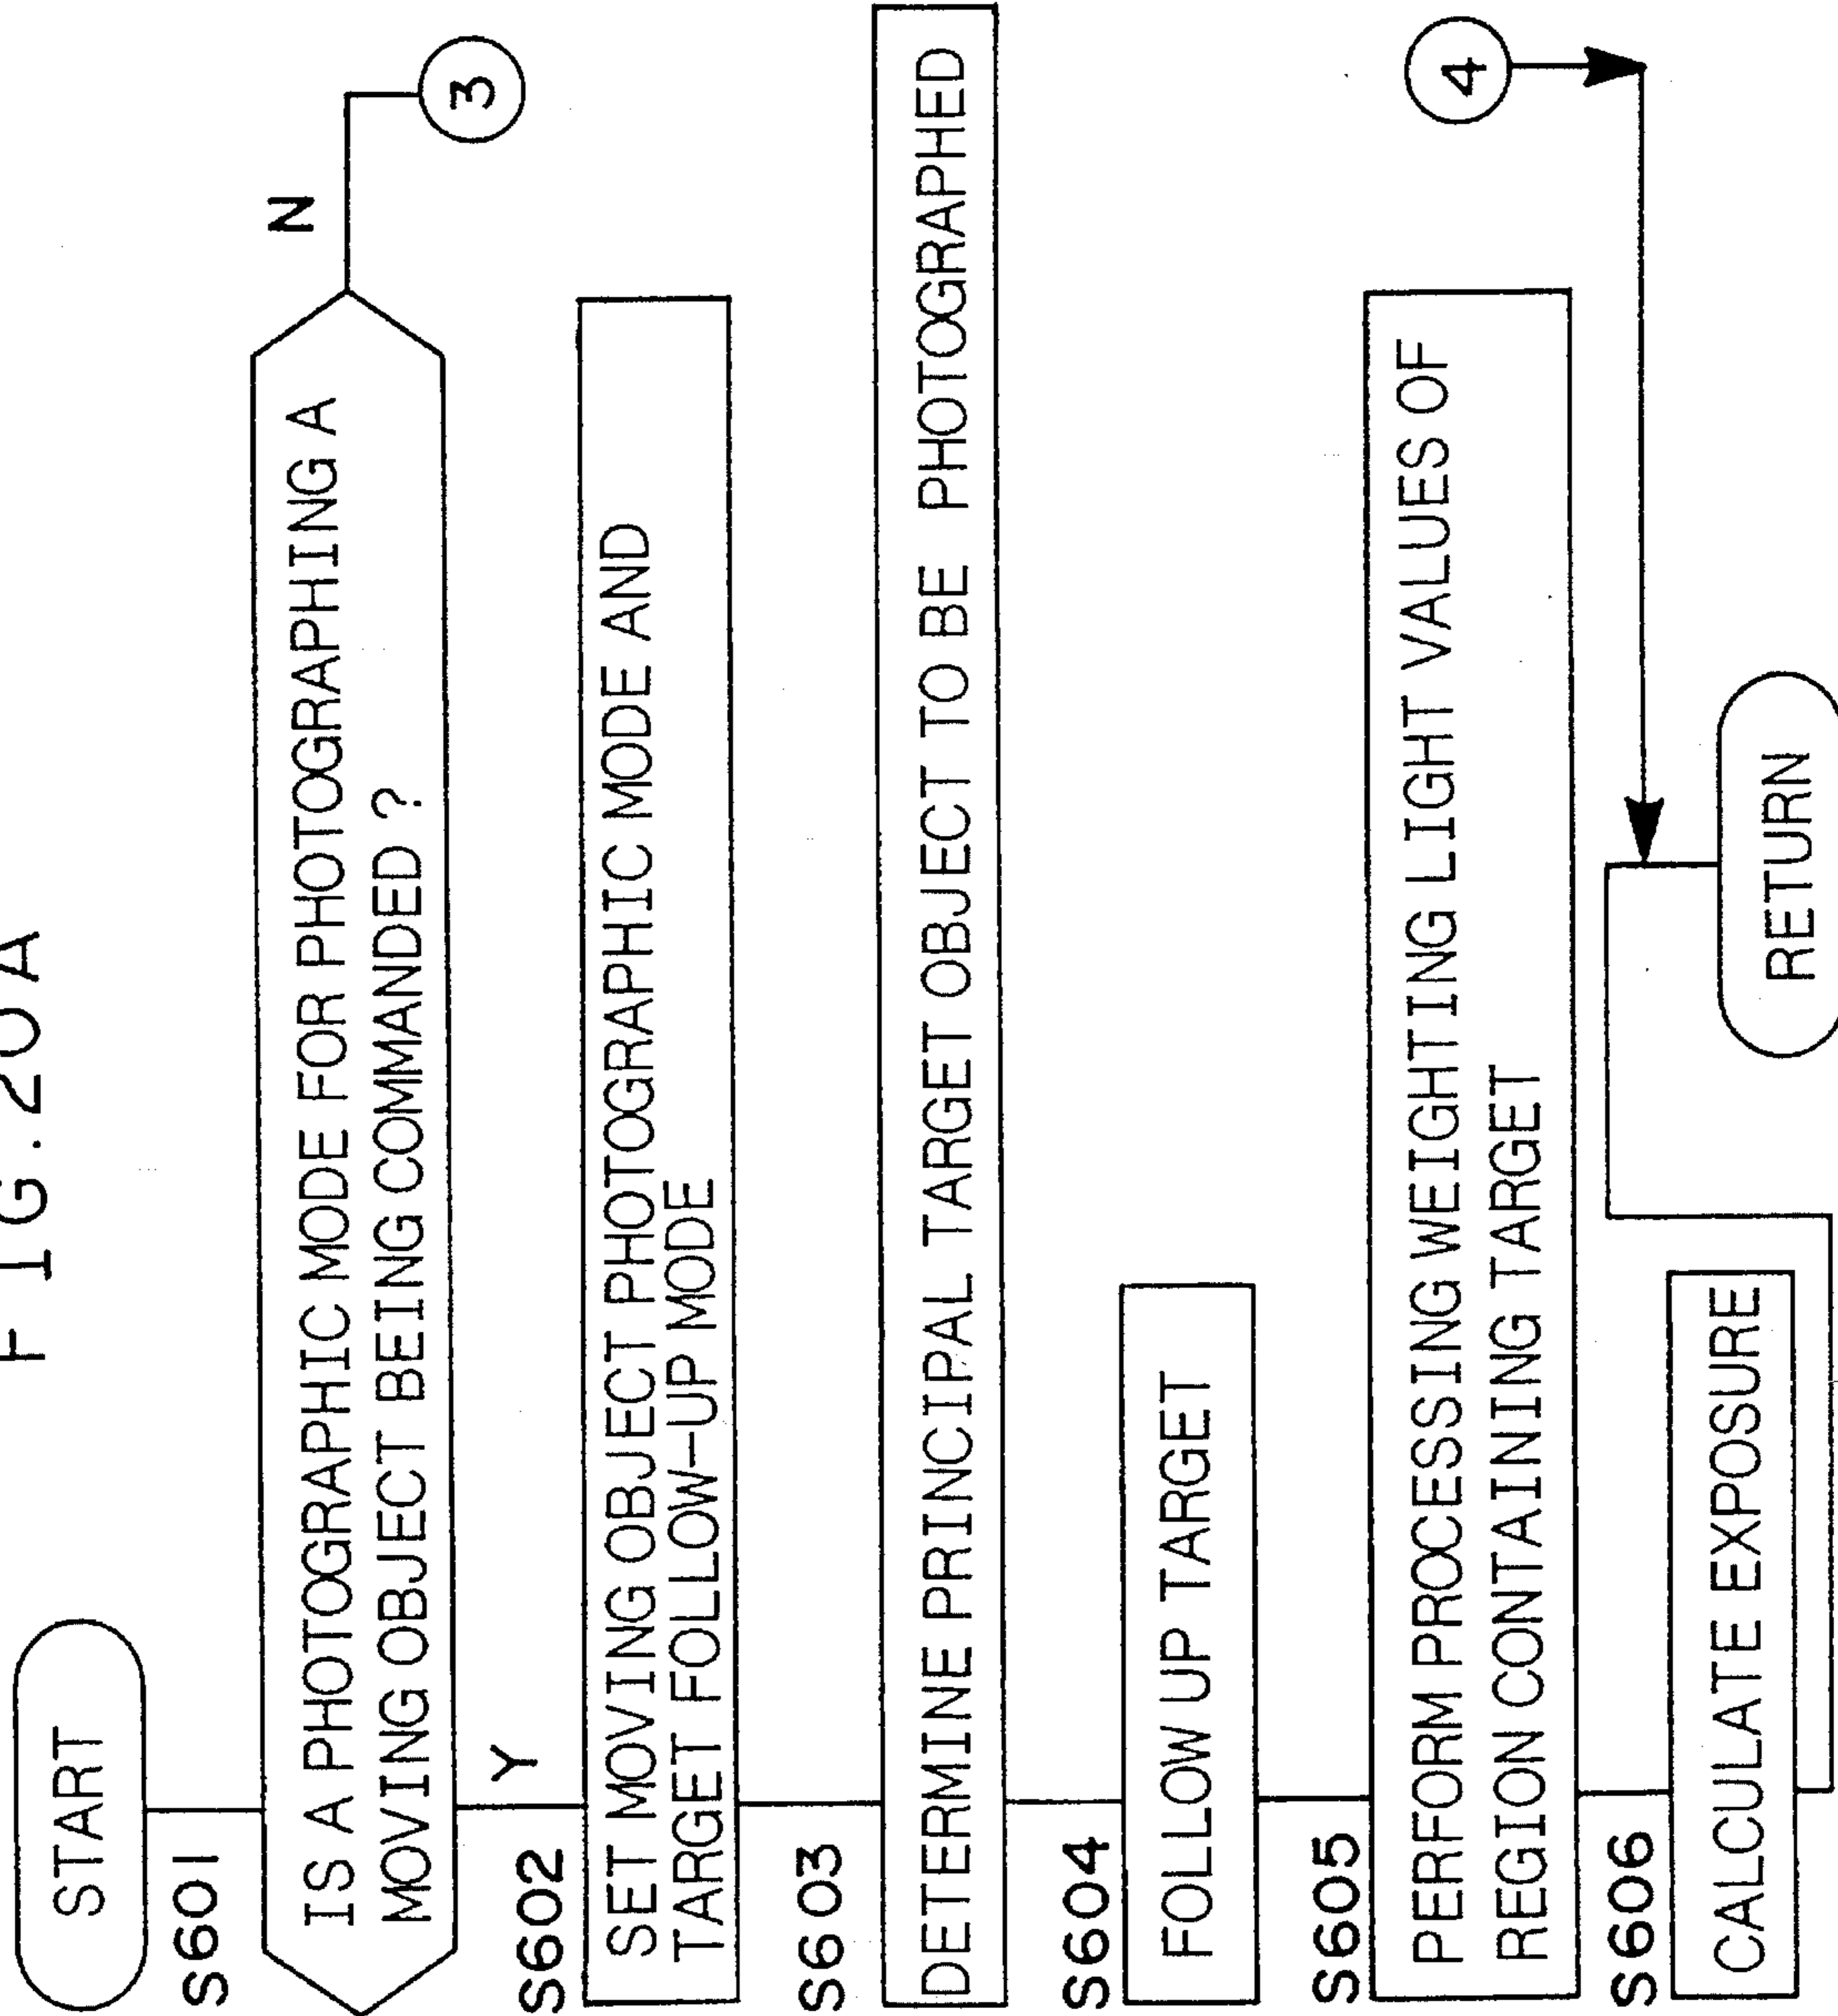 FIG. 20A
START
S601
IS A PHOTOGRAPHIC MODE FOR PHOTOGRAPHING A
MOVING OBJECT BEING COMMANDED ?
N
3
Y
S602
SET MOVING OBJECT PHOTOGRAPHIC MODE AND
TARGET FOLLOW-UP MODE
S603
DETERMINE PRINCIPAL TARGET OBJECT TO BE PHOTOGRAPHED
S604
FOLLOW UP TARGET
S605
PERFORM PROCESSING WEIGHTING LIGHT VALUES OF
REGION CONTAINING TARGET
4
S606
CALCULATE EXPOSURE
RETURN